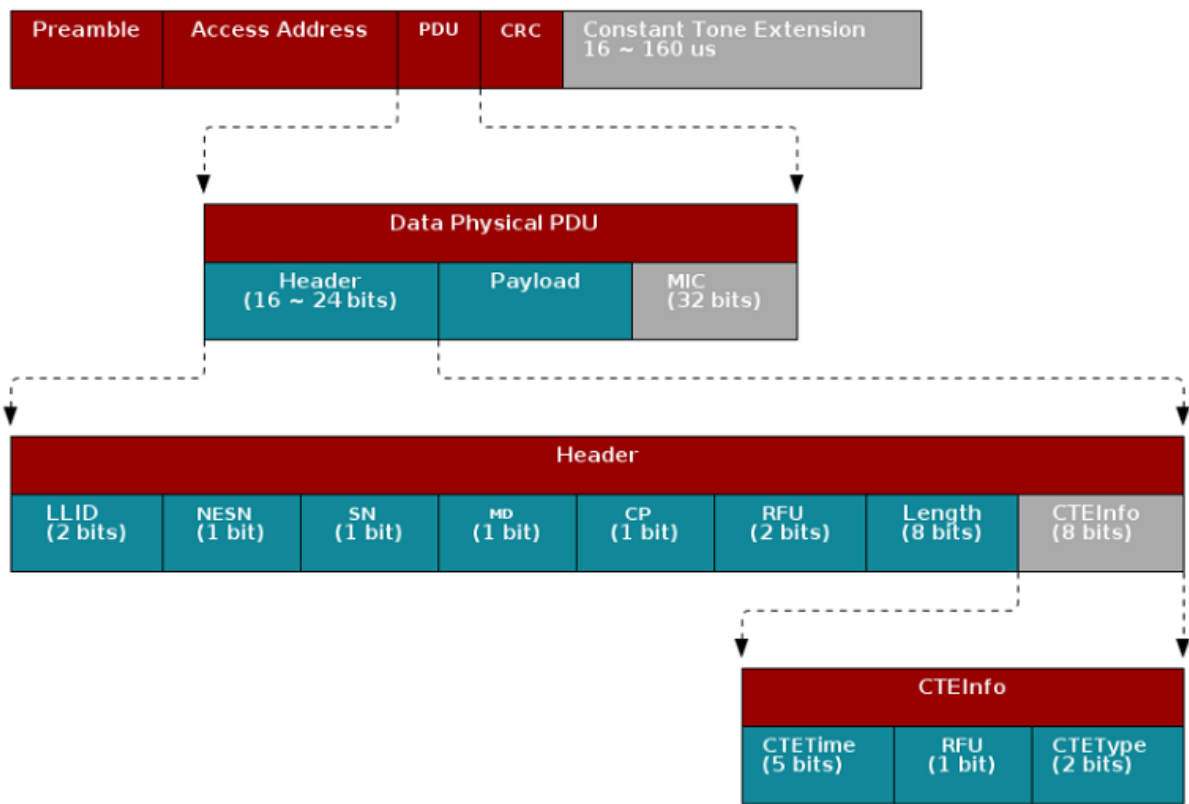 Preamble
Access Address
PDU
CRC
Constant Tone Extension
16 ~ 160 us
Data Physical PDU
Header
(16 ~ 24 bits)
Payload
MIC
(32 bits)
Header
LLID
(2 bits)
NESN
(1 bit)
SN
(1 bit)
MD
(1 bit)
CP
(1 bit)
RFU
(2 bits)
Length
(8 bits)
CTEInfo
(8 bits)
CTEInfo
CTETime
(5 bits)
RFU
(1 bit)
CTEType
(2 bits)